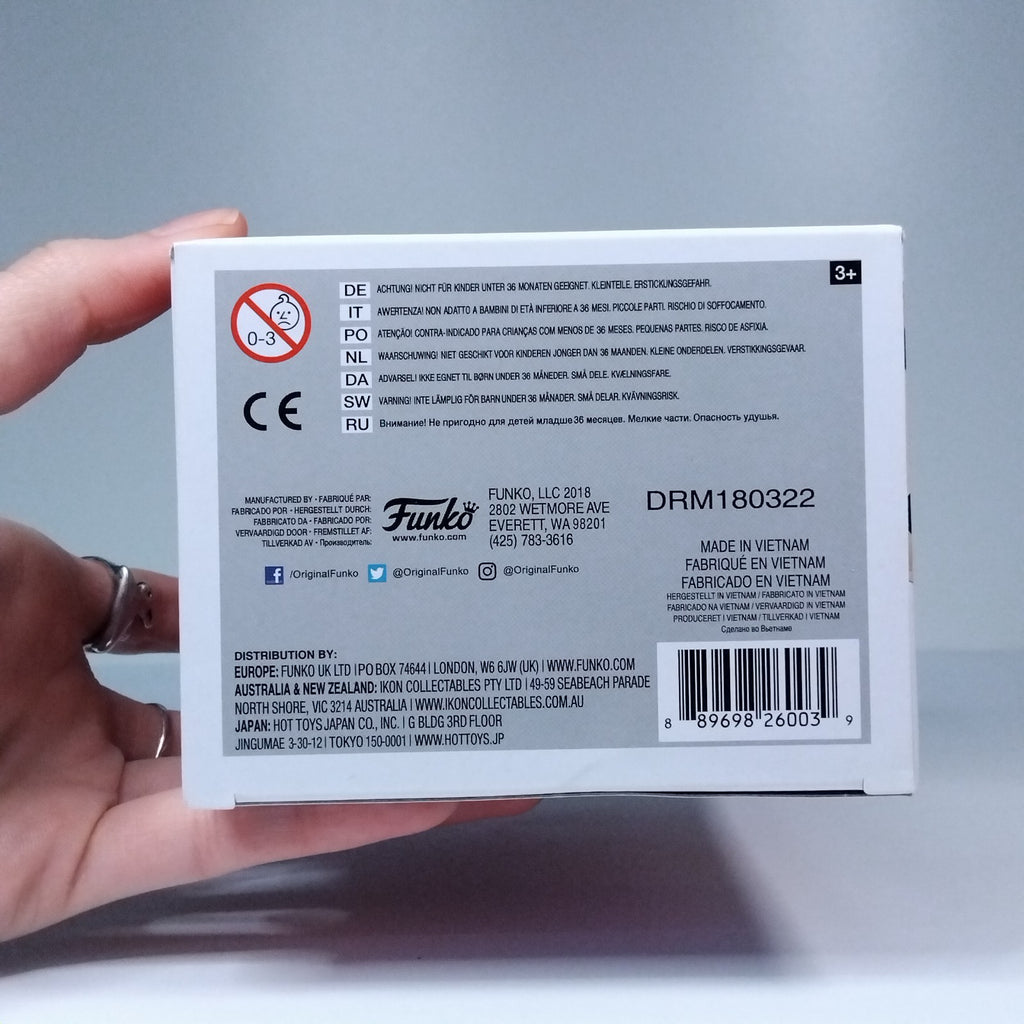 3+
0-3
DE ACHTUNG! NICHT FÜR KINDER UNTER 36 MONATEN GEEIGNET. KLEINTEILE. ERSTICKUNGSGEFAHR.
IT AWERTENZA! NON ADATTO A BAMBINI DI ETÀ INFERIORE A 36 MESI. PICCOLE PARTI. RISCHIO DI SOFFOCAMENTO.
PO ATENÇÃO! CONTRA-INDICADO PARA CRIANÇAS COM MENOS DE 36 MESES. PEQUENAS PARTES. RISCO DE ASFIXIA.
NL WAARSCHUWING! NIET GESCHIKT VOOR KINDEREN JONGER DAN 36 MAANDEN. KLEINE ONDERDELEN. VERSTIKKINGSGEVAAR.
DA ADVARSEL! IKKE EGNET TIL BØRN UNDER 36 MÅNEDER. SMÅ DELE. KVÆLNINGSFARE.
SW VARNING! INTE LÄMPLIG FÖR BARN UNDER 36 MÅNADER. SMÅ DELAR. KVÄVNINGSRISK.
RU Внимание! Не пригодно для детей младше 36 месяцев. Мелкие части. Опасность удушья.
CE
MANUFACTURED BY • FABRIQUÉ PAR:
FABRICADO POR • HERGESTELLT DURCH:
FABBRICATO DA • FABRICADO POR:
VERVAARDIGD DOOR • FREMSTILLET AF:
TILLVERKAD AV • Производитель:
Funko
www.funko.com
FUNKO, LLC 2018
2802 WETMORE AVE
EVERETT, WA 98201
(425) 783-3616
DRM180322
/OriginalFunko @OriginalFunko @OriginalFunko
MADE IN VIETNAM
FABRIQUÉ EN VIETNAM
FABRICADO EN VIETNAM
HERGESTELLT IN VIETNAM / FABBRICATO IN VIETNAM
FABRICADO NA VIETNAM / VERVAARDIGD IN VIETNAM
PRODUCERET I VIETNAM / TILLVERKAD I VIETNAM
Сделано во Вьетнаме
DISTRIBUTION BY:
EUROPE: FUNKO UK LTD | PO BOX 74644 | LONDON, W6 6JW (UK) | WWW.FUNKO.COM
AUSTRALIA & NEW ZEALAND: IKON COLLECTABLES PTY LTD | 49-59 SEABEACH PARADE
NORTH SHORE, VIC 3214 AUSTRALIA | WWW.IKONCOLLECTABLES.COM.AU
JAPAN: HOT TOYS JAPAN CO., INC. | G BLDG 3RD FLOOR
JINGUMAE 3-30-12 | TOKYO 150-0001 | WWW.HOTTOYS.JP
8 89698 26003 9